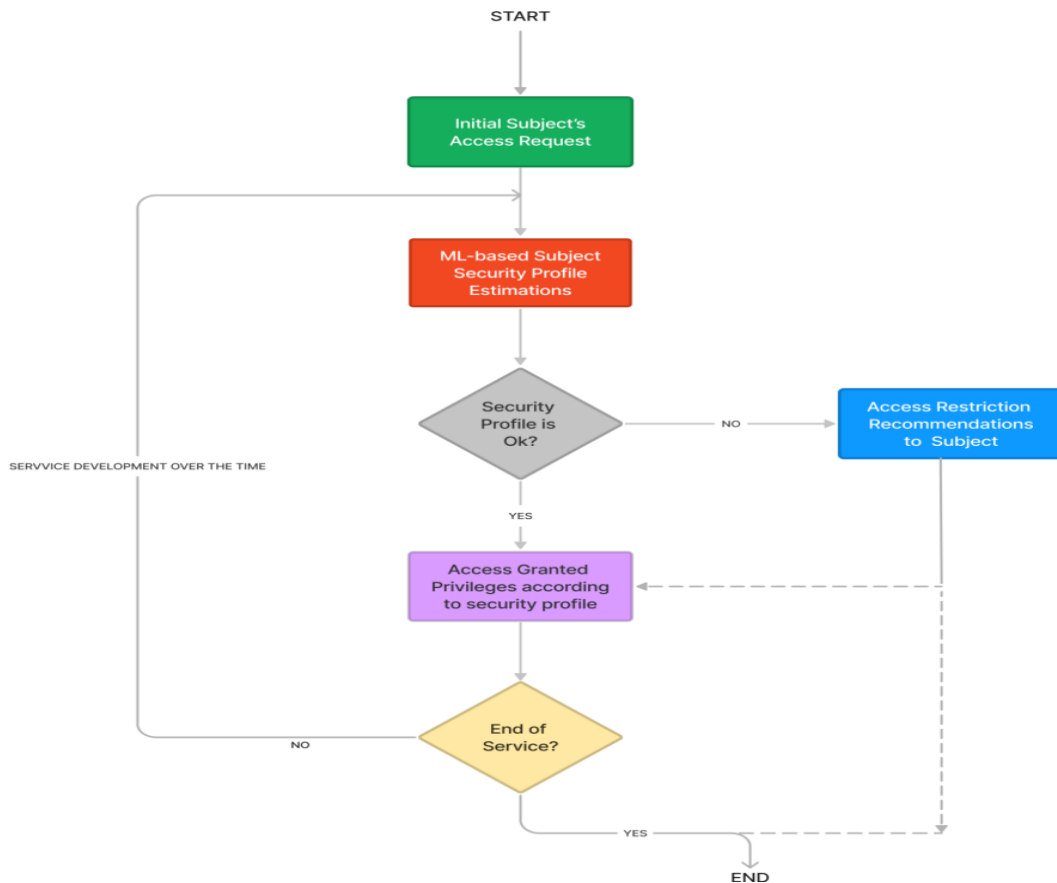 START
Initial Subject's
Access Request
ML-based Subject
Security Profile
Estimations
Security
Profile is
Ok?
NO
Access Restriction
Recommendations
to Subject
SERVVICE DEVELOPMENT OVER THE TIME
YES
Access Granted
Privileges according
to security profile
End of
Service?
NO
YES
END